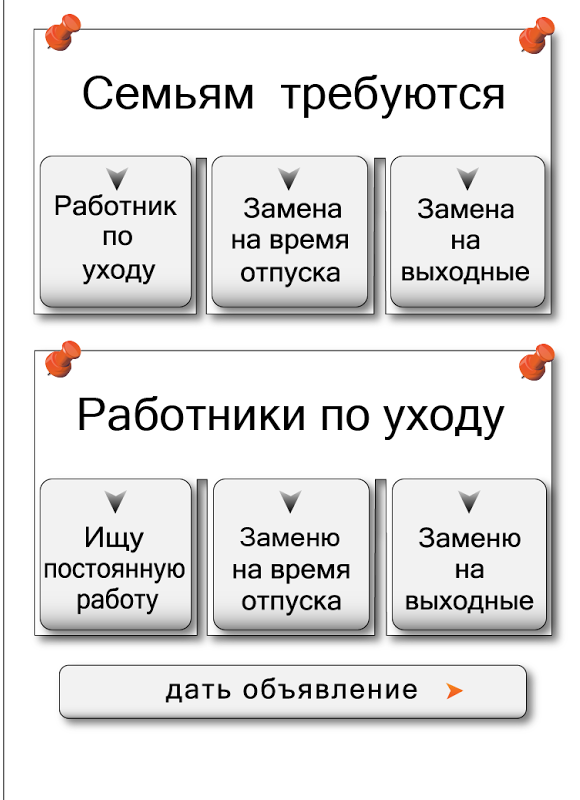 Семьям требуются
Работник
по
уходу
Замена
на время
отпуска
Замена
на
выходные
Работники по уходу
Ищу
постоянную
работу
Заменю
на время
отпуска
Заменю
на
выходные
дать объявление